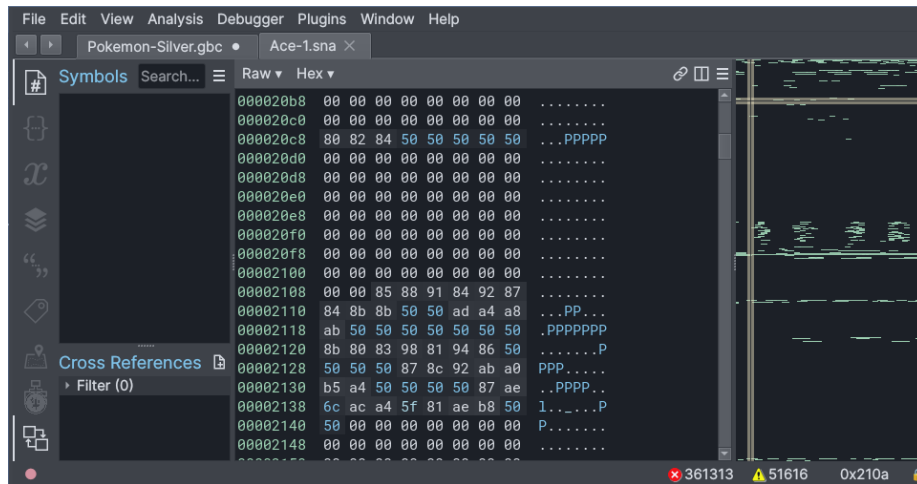 File Edit View Analysis Debugger Plugins Window Help
Pokemon-Silver.gbc ● Ace-1.sna ×
Symbols Search... Raw ▾ Hex ▾
000020b8 00 00 00 00 00 00 00 00 ........
000020c0 00 00 00 00 00 00 00 00 ........
000020c8 80 82 84 50 50 50 50 50 ...PPPPP
000020d0 00 00 00 00 00 00 00 00 ........
000020d8 00 00 00 00 00 00 00 00 ........
000020e0 00 00 00 00 00 00 00 00 ........
000020e8 00 00 00 00 00 00 00 00 ........
000020f0 00 00 00 00 00 00 00 00 ........
000020f8 00 00 00 00 00 00 00 00 ........
00002100 00 00 00 00 00 00 00 00 ........
00002108 00 00 85 88 91 84 92 87 ........
00002110 84 8b 8b 50 50 ad a4 a8 ...PP...
00002118 ab 50 50 50 50 50 50 50 .PPPPPPP
00002120 8b 80 83 98 81 94 86 50 .......P
00002128 50 50 50 87 8c 92 ab a0 PPP.....
00002130 b5 a4 50 50 50 50 87 ae ..PPPP..
00002138 6c ac a4 5f 81 ae b8 50 l.._...P
00002140 50 00 00 00 00 00 00 00 P.......
00002148 00 00 00 00 00 00 00 00 ........
Cross References
Filter (0)
361313 51616 0x210a